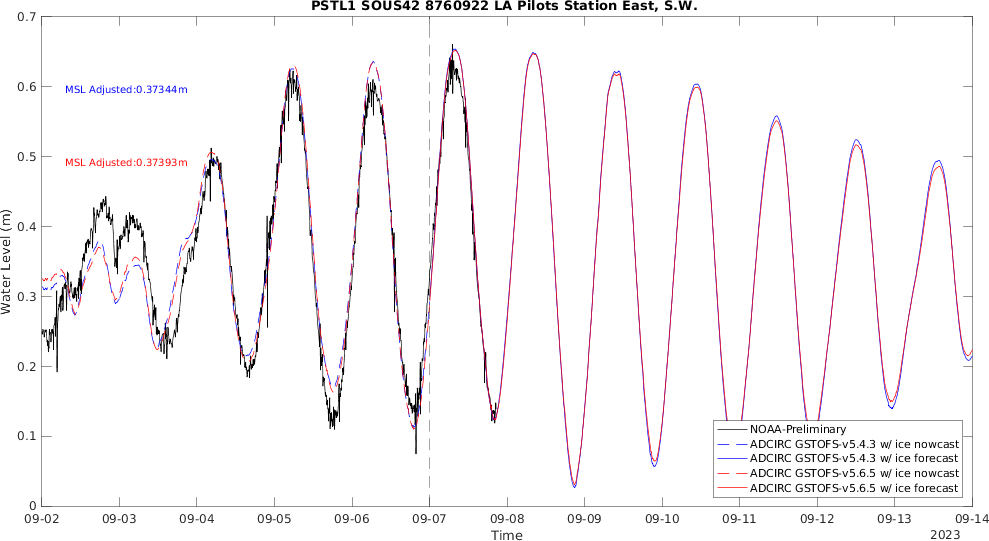 PSTL1 SOUS42 8760922 LA Pilots Station East, S.W.
0.7
0.6
0.5
0.4
0.3
0.2
0.1
0
Water Level (m)
MSL Adjusted:0.37344m
MSL Adjusted:0.37393m
NOAA-Preliminary
ADCIRC GSTOFS-v5.4.3 w/ ice nowcast
ADCIRC GSTOFS-v5.4.3 w/ ice forecast
ADCIRC GSTOFS-v5.6.5 w/ ice nowcast
ADCIRC GSTOFS-v5.6.5 w/ ice forecast
09-02 09-03 09-04 09-05 09-06 09-07 09-08 09-09 09-10 09-11 09-12 09-13 09-14
Time
2023